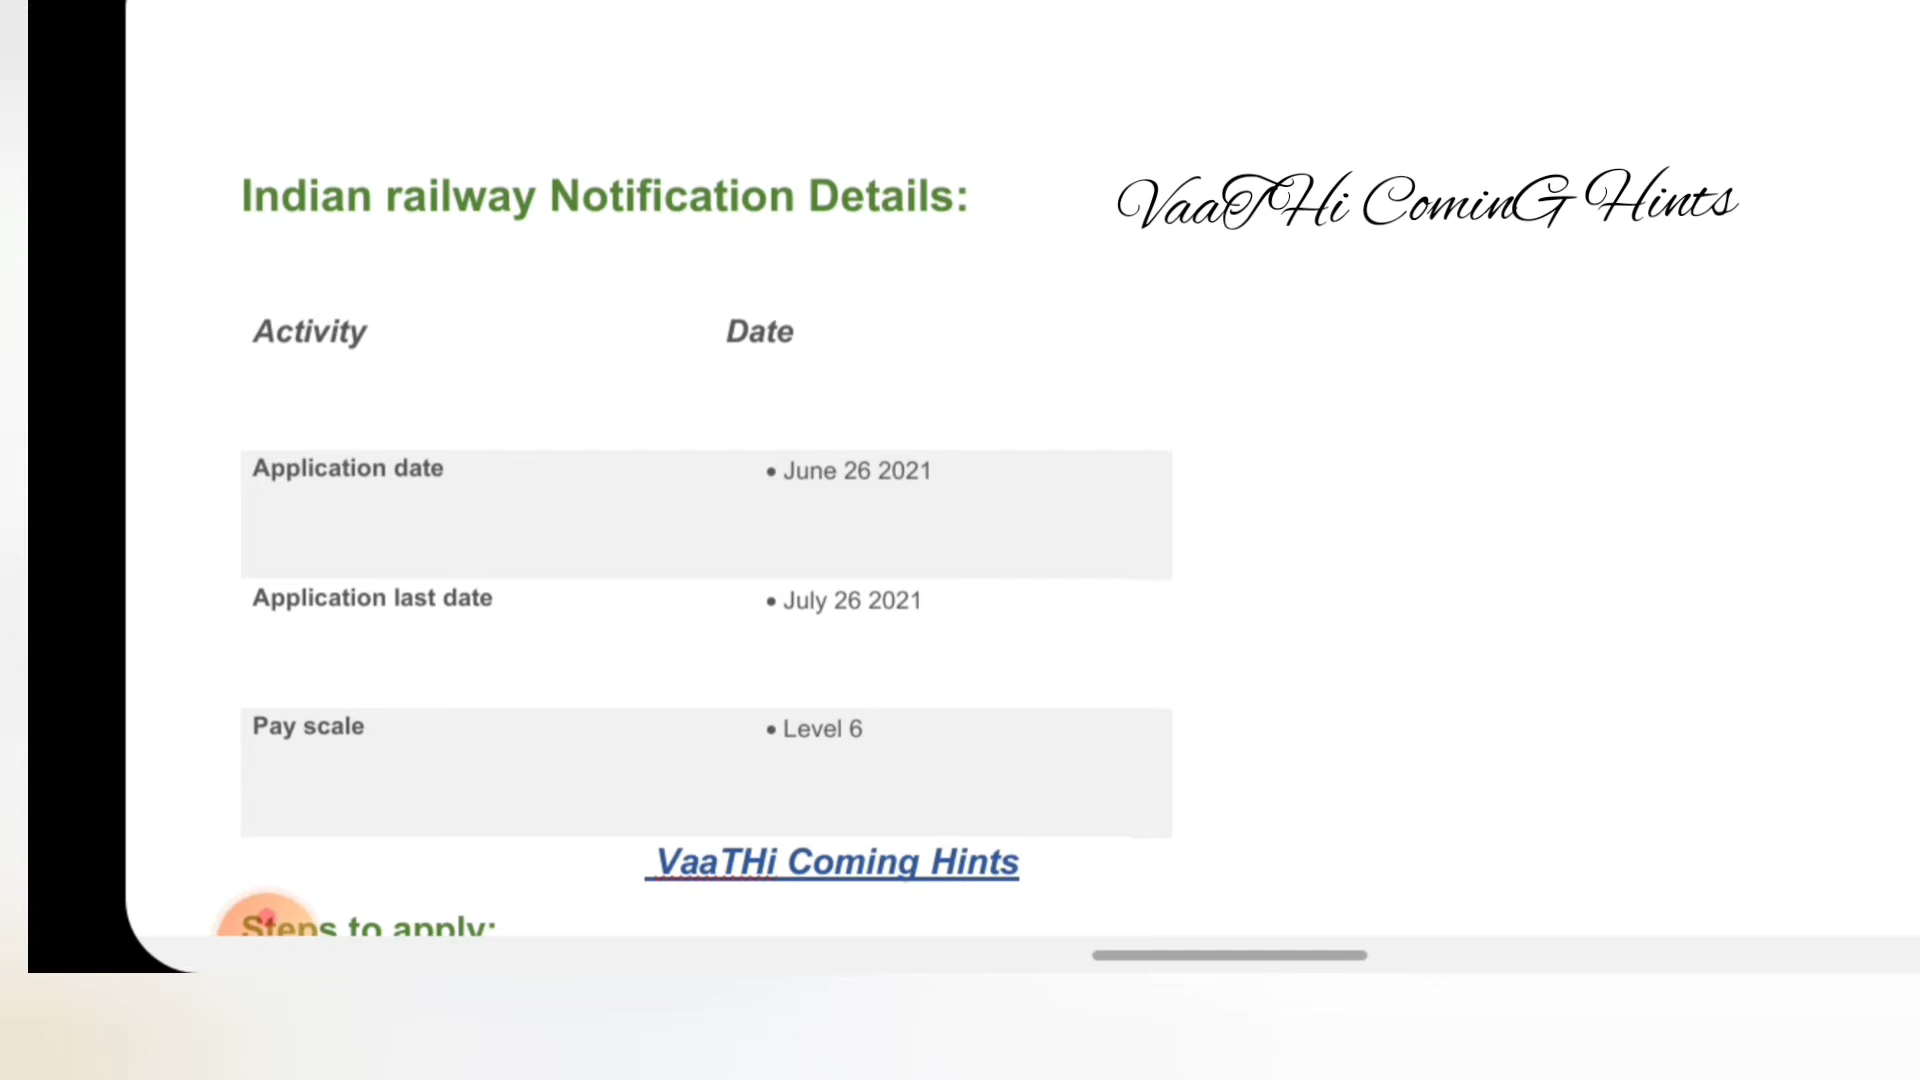 Indian railway Notification Details:
VaaTHi CominG Hints
Activity Date
Application date • June 26 2021
Application last date • July 26 2021
Pay scale • Level 6
VaaTHi Coming Hints
Steps to apply: